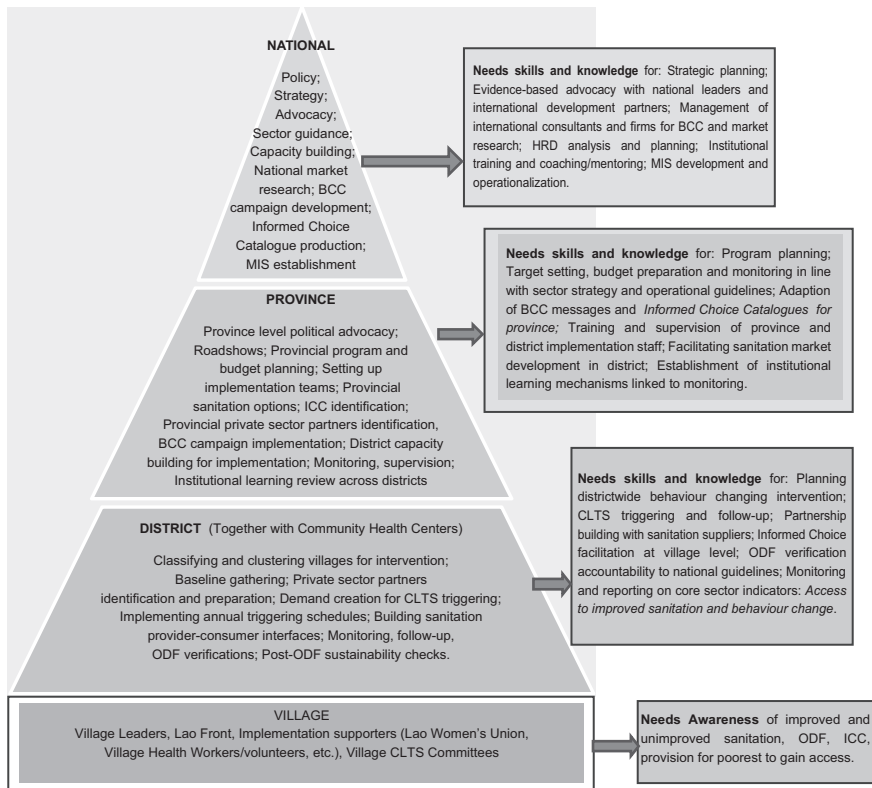 NATIONAL
Policy;
Strategy;
Advocacy;
Sector guidance;
Capacity building;
National market
research; BCC
campaign development;
Informed Choice
Catalogue production;
MIS establishment
Needs skills and knowledge for: Strategic planning;
Evidence-based advocacy with national leaders
and international development partners; Management of
international consultants and firms for BCC and market
research; HRD analysis and planning; Institutional
training and coaching/mentoring; MIS development and
operationalization.
PROVINCE
Province level political advocacy;
Roadshows; Provincial program and
budget planning; Setting up
implementation teams; Provincial
sanitation options; ICC identification;
Provincial private sector partners identification,
BCC campaign implementation; District capacity
building for implementation; Monitoring, supervision;
Institutional learning review across districts
Needs skills and knowledge for: Program planning;
Target setting, budget preparation and monitoring in line
with sector strategy and operational guidelines; Adaption
of BCC messages and Informed Choice Catalogues for
province; Training and supervision of province and
district implementation staff; Facilitating sanitation market
development in district; Establishment of institutional
learning mechanisms linked to monitoring.
DISTRICT (Together with Community Health Centers)
Classifying and clustering villages for intervention;
Baseline gathering; Private sector partners
identification and preparation; Demand creation for CLTS triggering;
Implementing annual triggering schedules; Building sanitation
provider-consumer interfaces; Monitoring, follow-up,
ODF verifications; Post-ODF sustainability checks.
Needs skills and knowledge for: Planning
districtwide behaviour changing intervention;
CLTS triggering and follow-up; Partnership
building with sanitation suppliers; Informed Choice
facilitation at village level; ODF verification
accountability to national guidelines; Monitoring
and reporting on core sector indicators: Access
to improved sanitation and behaviour change.
VILLAGE
Village Leaders, Lao Front, Implementation supporters (Lao Women's Union,
Village Health Workers/volunteers, etc.), Village CLTS Committees
Needs Awareness of improved and
unimproved sanitation, ODF, ICC,
provision for poorest to gain access.